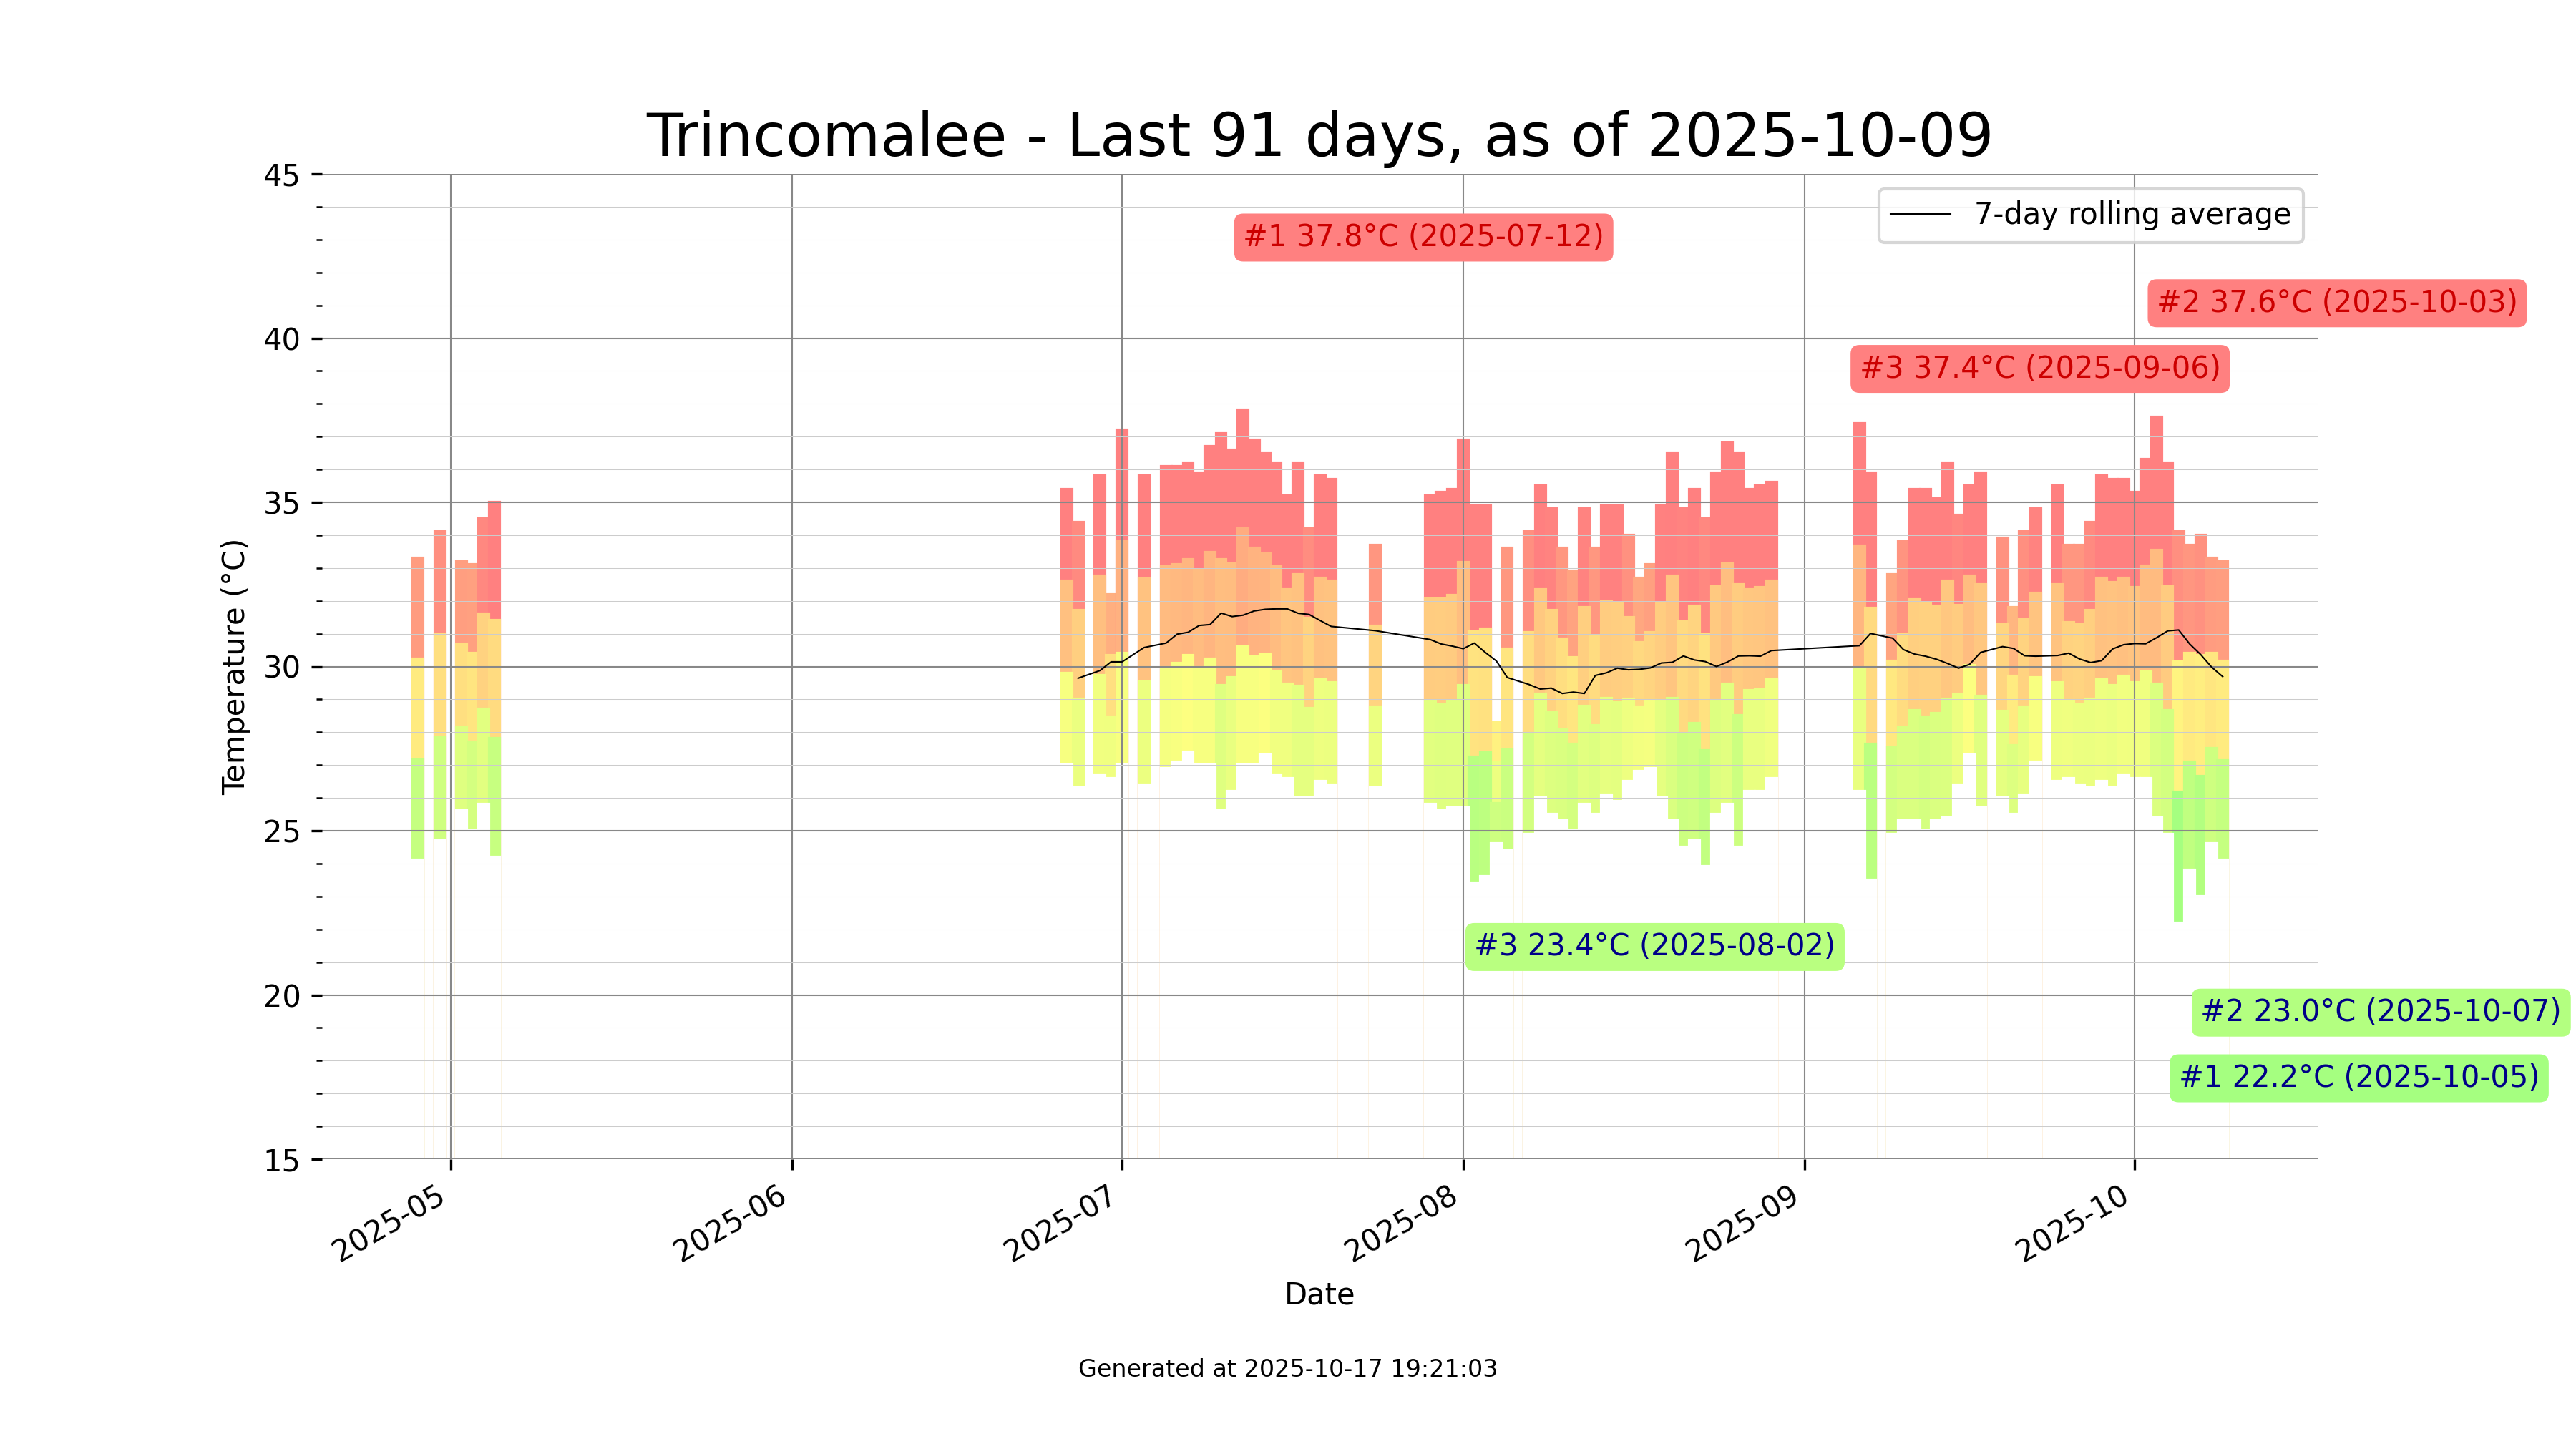 Trincomalee - Last 91 days, as of 2025-10-09
45
40
35
30
25
20
15
Temperature (°C)
7-day rolling average
#1 37.8°C (2025-07-12)
#2 37.6°C (2025-10-03)
#3 37.4°C (2025-09-06)
#3 23.4°C (2025-08-02)
#2 23.0°C (2025-10-07)
#1 22.2°C (2025-10-05)
2025-05
2025-06
2025-07
2025-08
2025-09
2025-10
Date
Generated at 2025-10-17 19:21:03